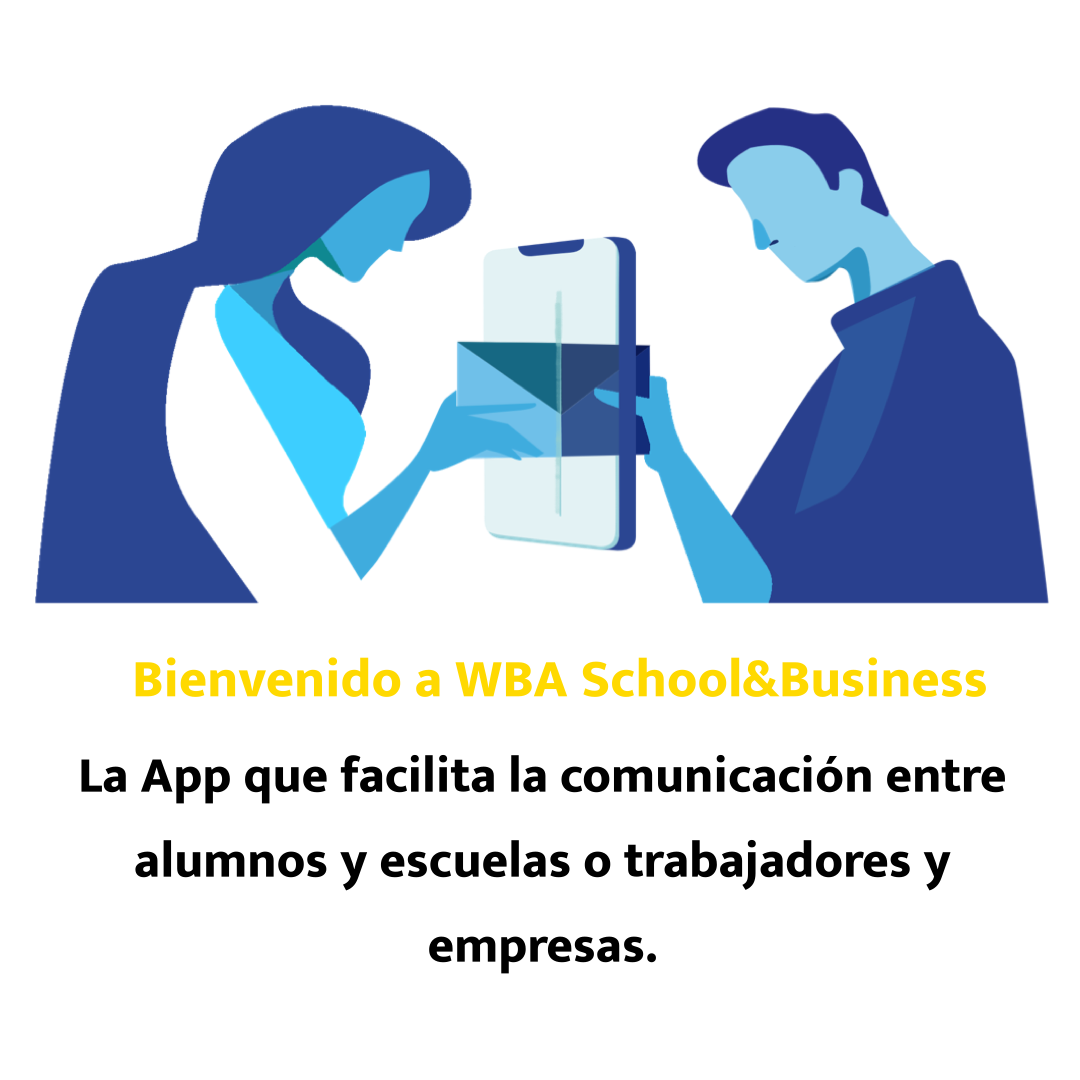 Bienvenido a WBA School&Business
La App que facilita la comunicación entre
alumnos y escuelas o trabajadores y
empresas.